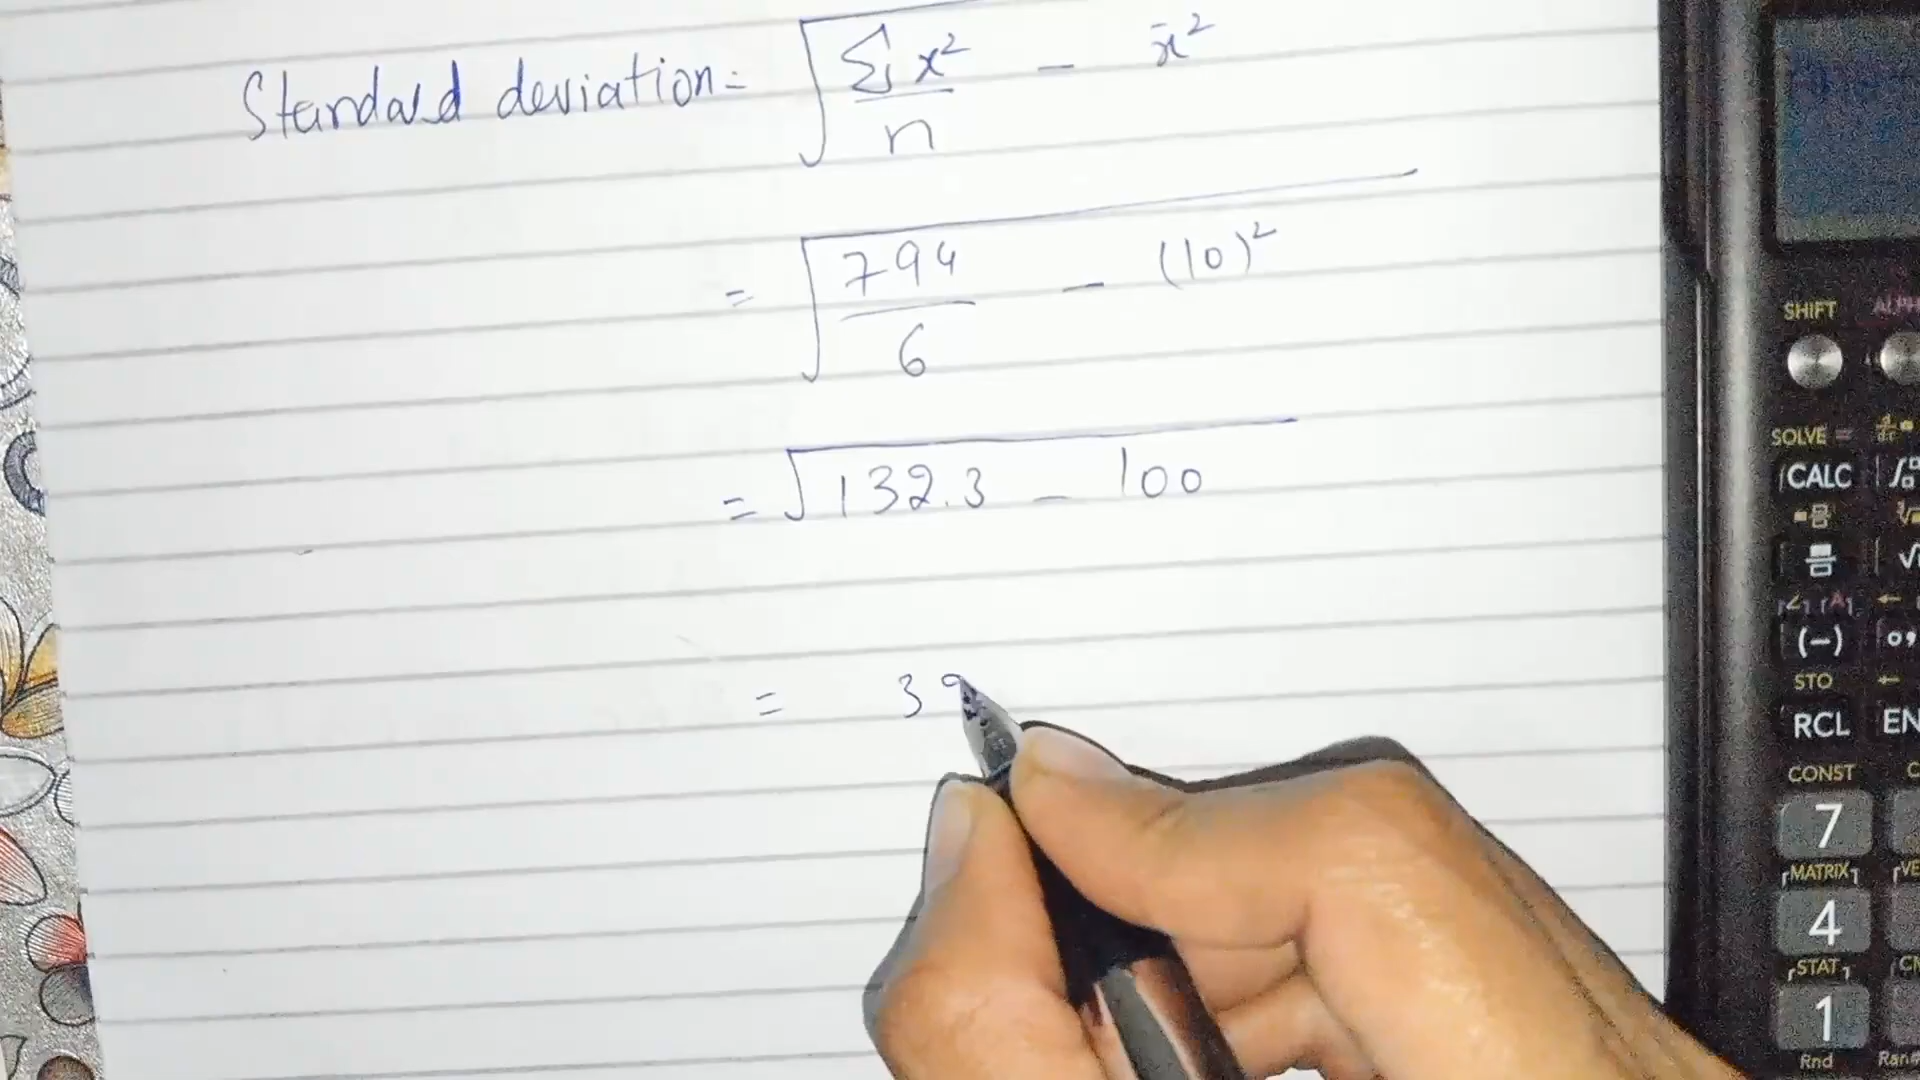 Standard deviation = √ Σx² / n - x̄²
= √ 794 / 6 - (10)²
= √ 132.3 - 100
= 3
SHIFT
SOLVE =
CALC
(-)
STO
RCL
CONST
7
MATRIX
4
STAT
1
Rnd